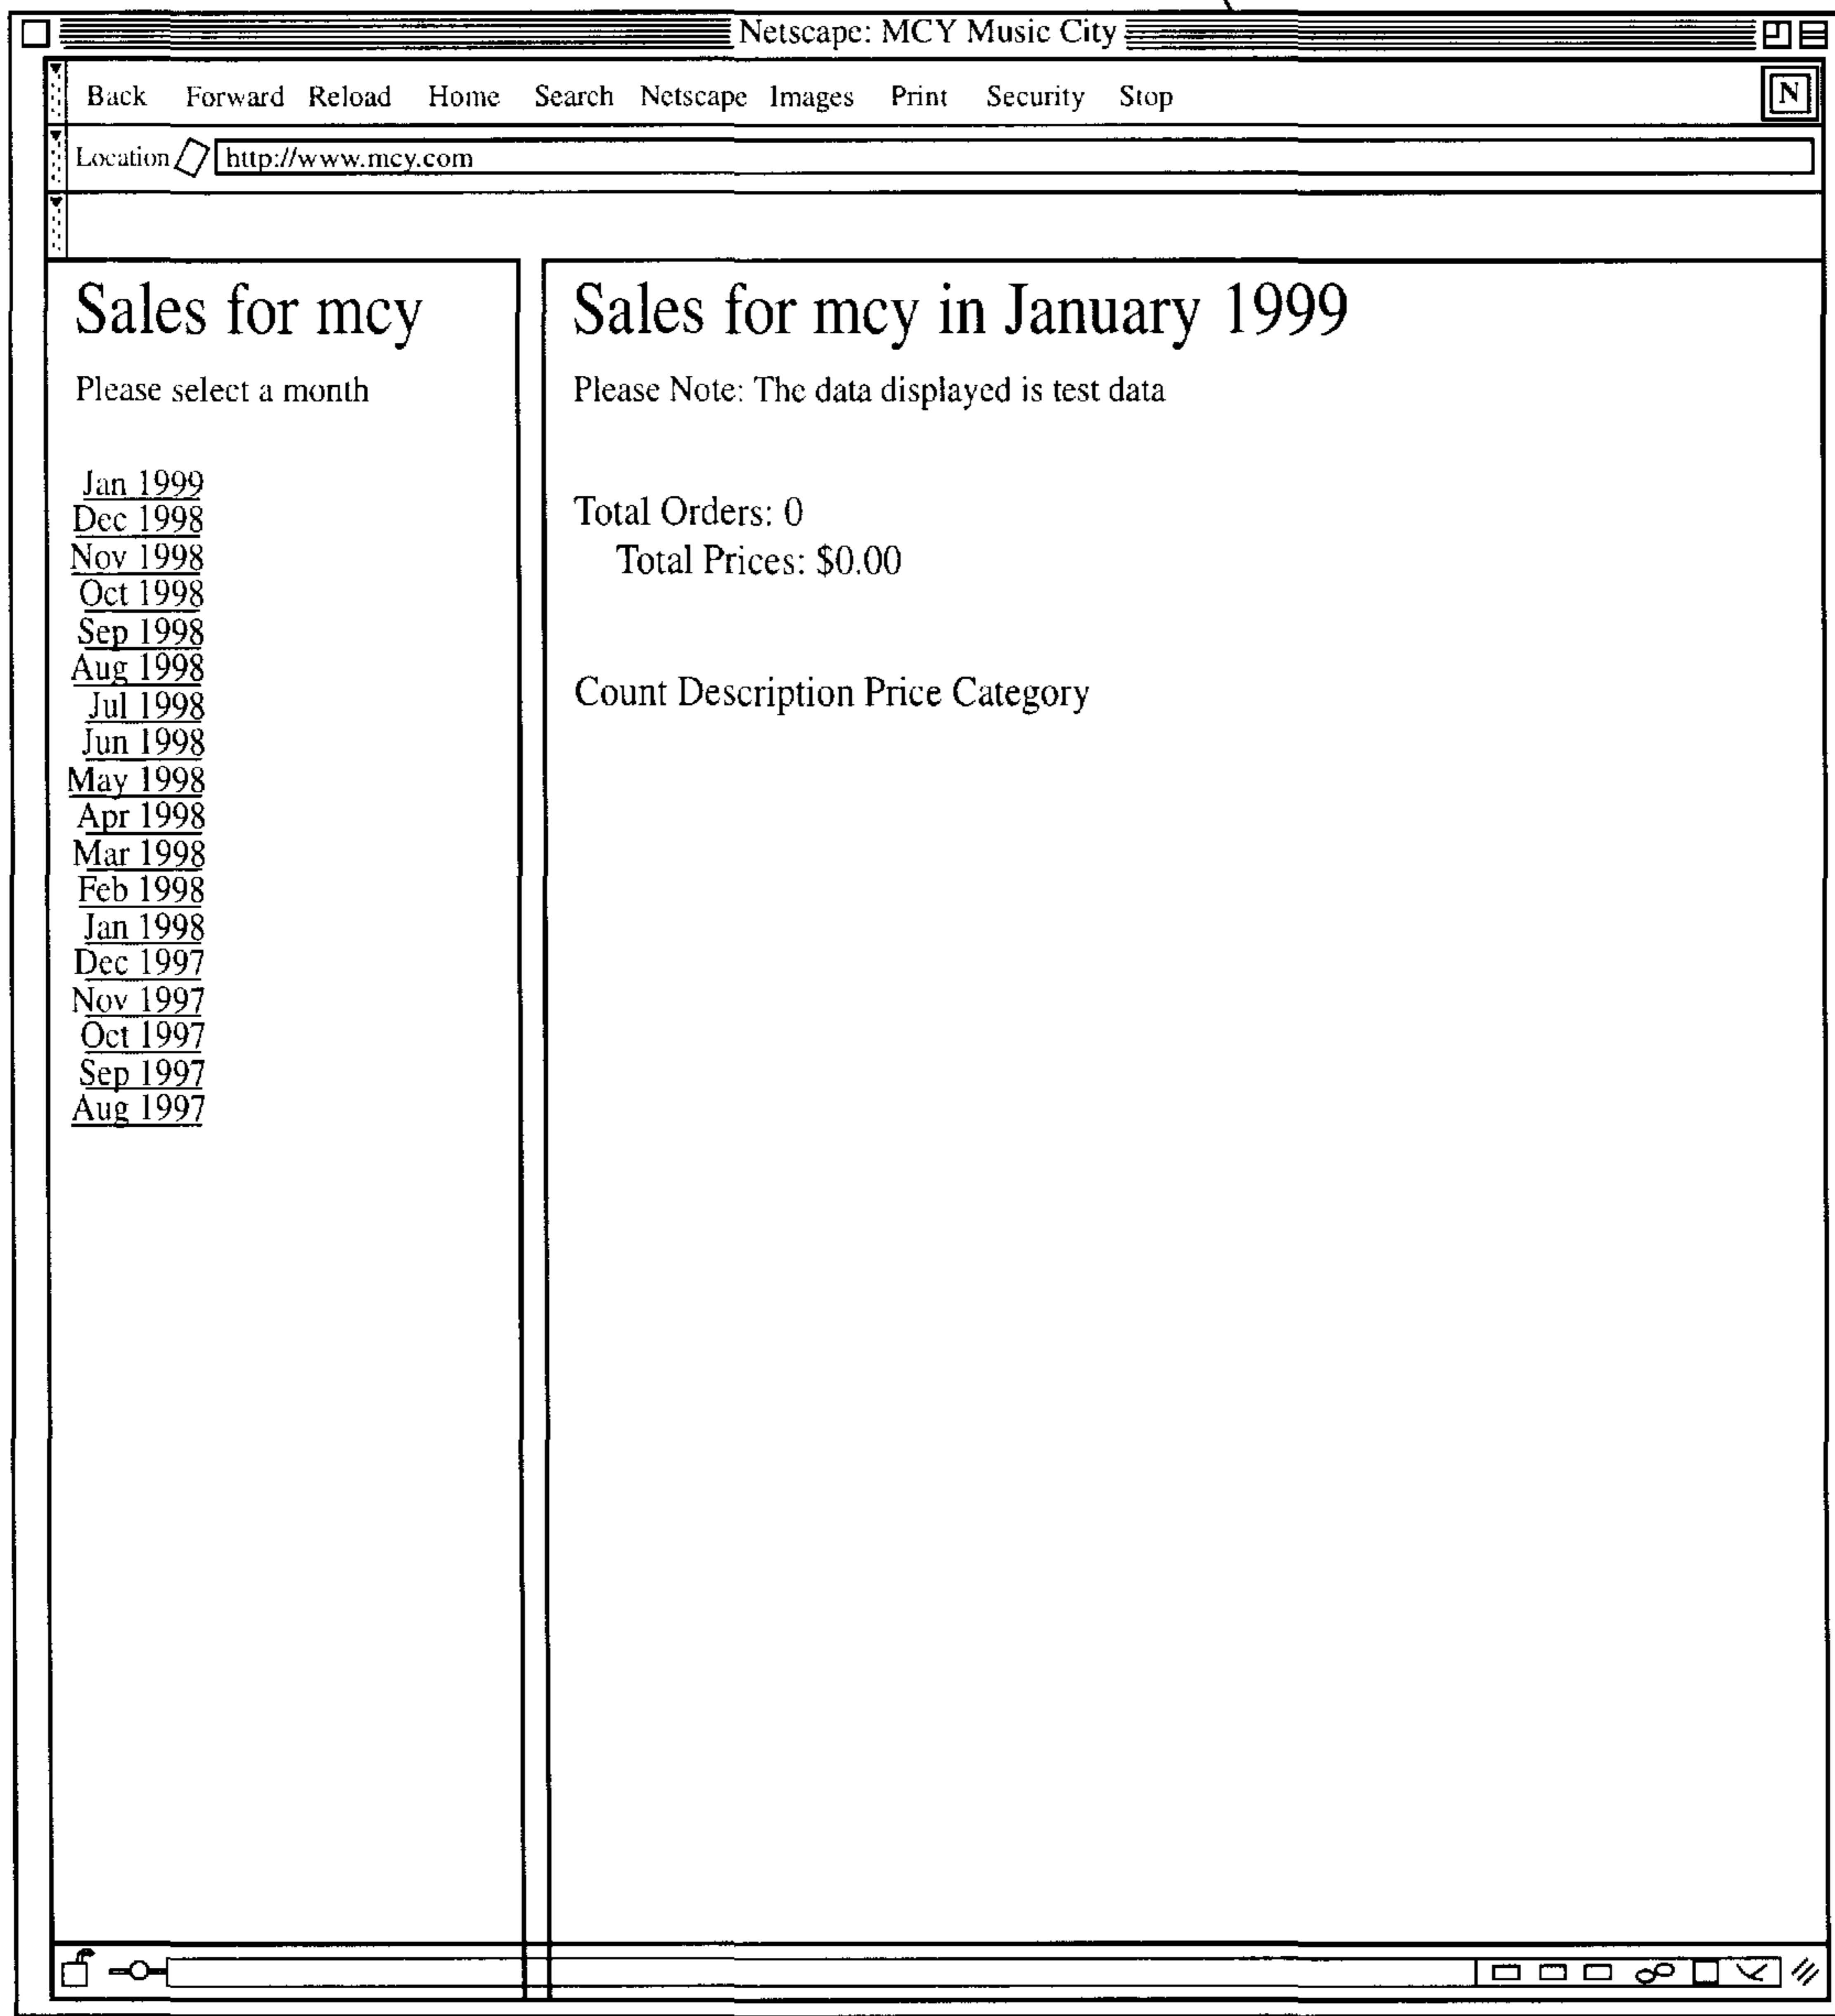 Netscape: MCY Music City
Back Forward Reload Home Search Netscape Images Print Security Stop
N
Location http://www.mcy.com
Sales for mcy
Please select a month
Jan 1999
Dec 1998
Nov 1998
Oct 1998
Sep 1998
Aug 1998
Jul 1998
Jun 1998
May 1998
Apr 1998
Mar 1998
Feb 1998
Jan 1998
Dec 1997
Nov 1997
Oct 1997
Sep 1997
Aug 1997
Sales for mcy in January 1999
Please Note: The data displayed is test data
Total Orders: 0
Total Prices: $0.00
Count Description Price Category